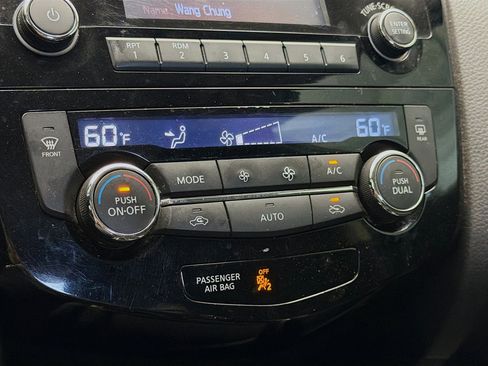 Name: Wang Chung
TUNE·SCROLL
ENTER
SETTING
RPT
1
RDM
2
3
4
5
6
60°F
A/C
60°F
FRONT
REAR
MODE
A/C
PUSH
ON-OFF
PUSH
DUAL
AUTO
PASSENGER
AIR BAG
OFF
2